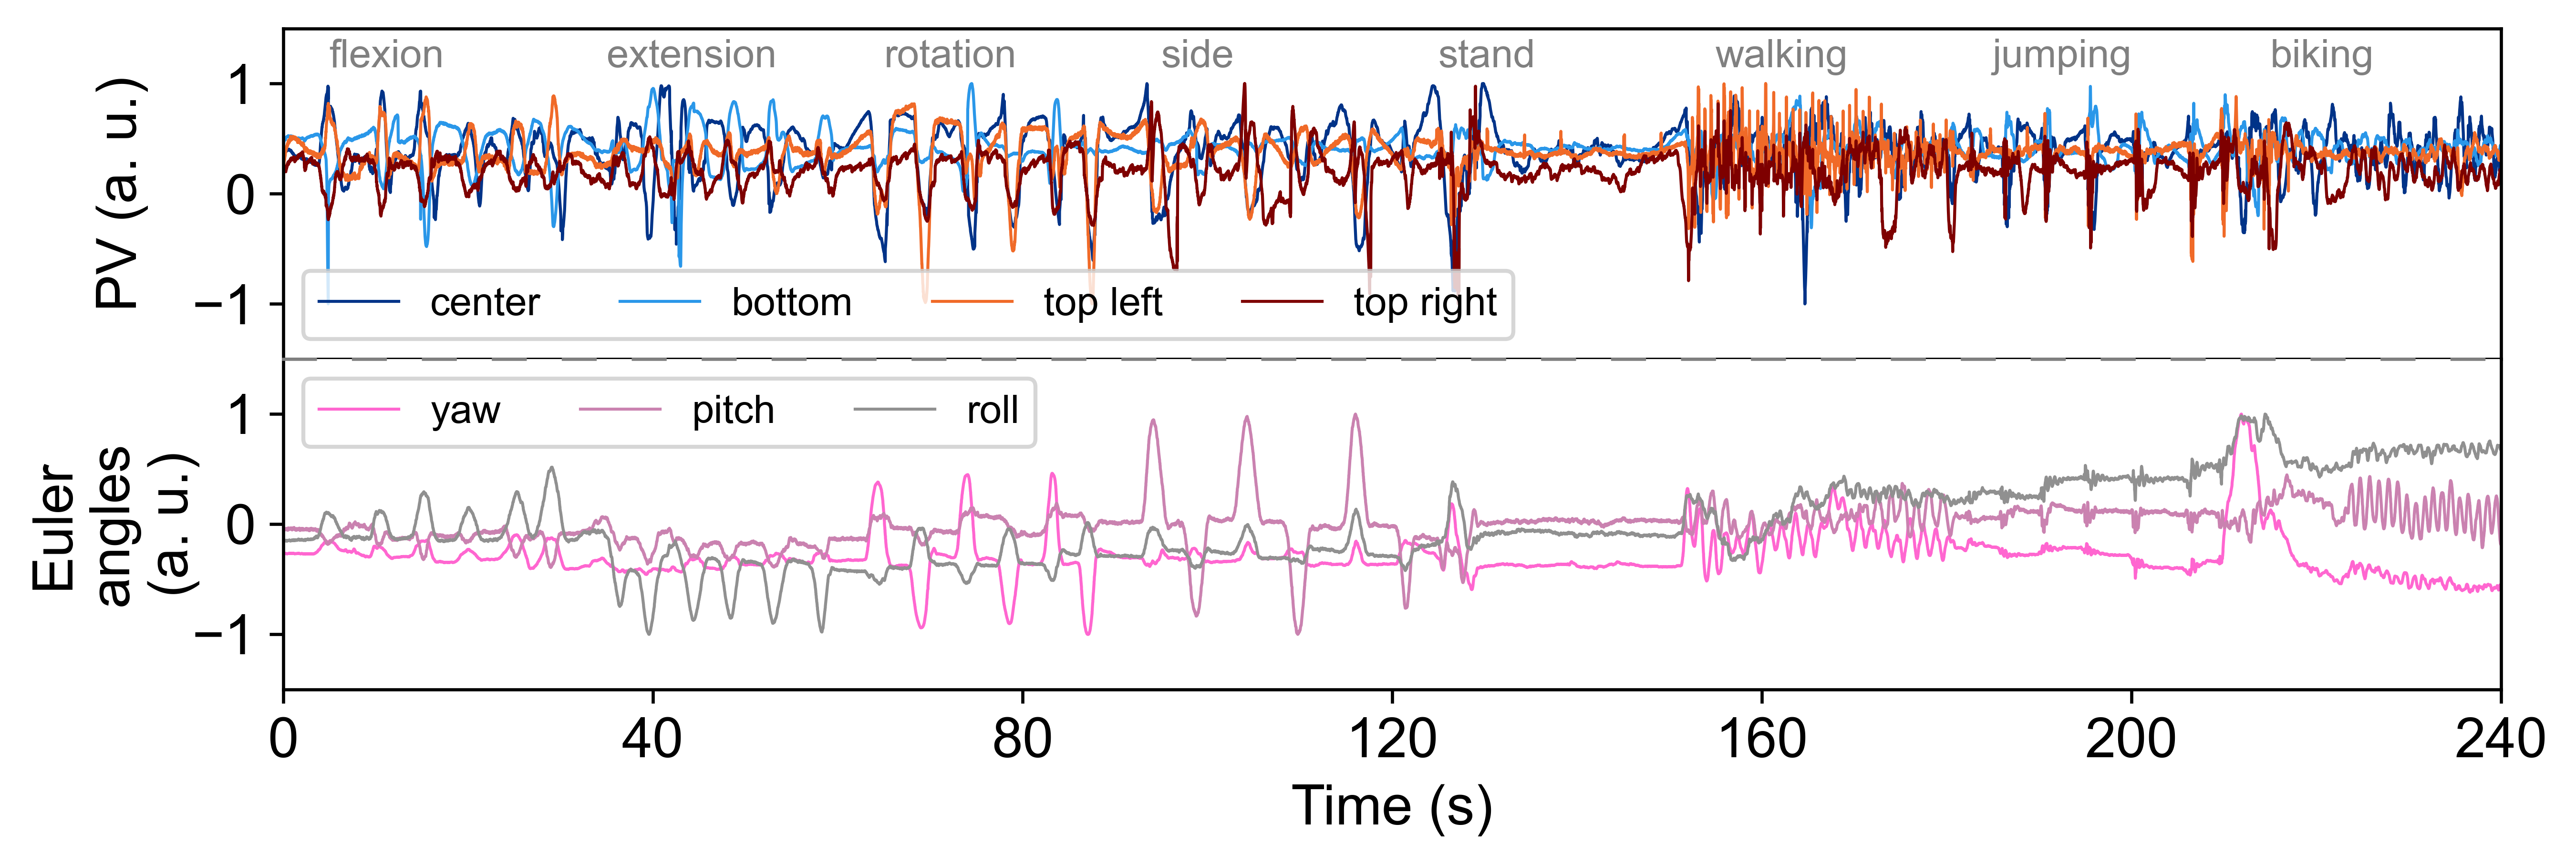 flexion extension rotation side stand walking jumping biking
PV (a. u.)
1
0
−1
center bottom top left top right
yaw pitch roll
Euler
angles
(a. u.)
1
0
−1
0 40 80 120 160 200 240
Time (s)